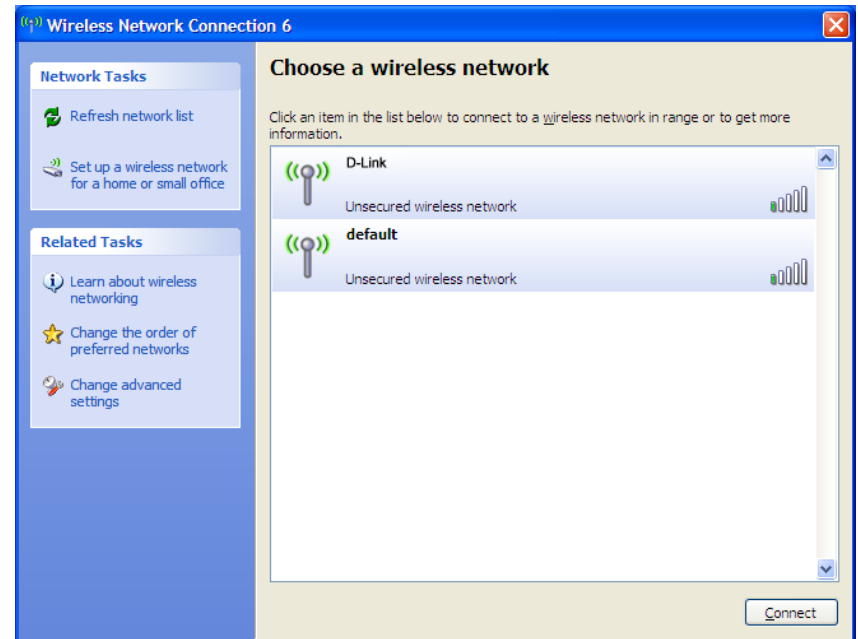 Wireless Network Connection 6
Network Tasks
Refresh network list
Set up a wireless network
for a home or small office
Related Tasks
Learn about wireless
networking
Change the order of
preferred networks
Change advanced
settings
Choose a wireless network
Click an item in the list below to connect to a wireless network in range or to get more
information.
D-Link
Unsecured wireless network
default
Unsecured wireless network
Connect